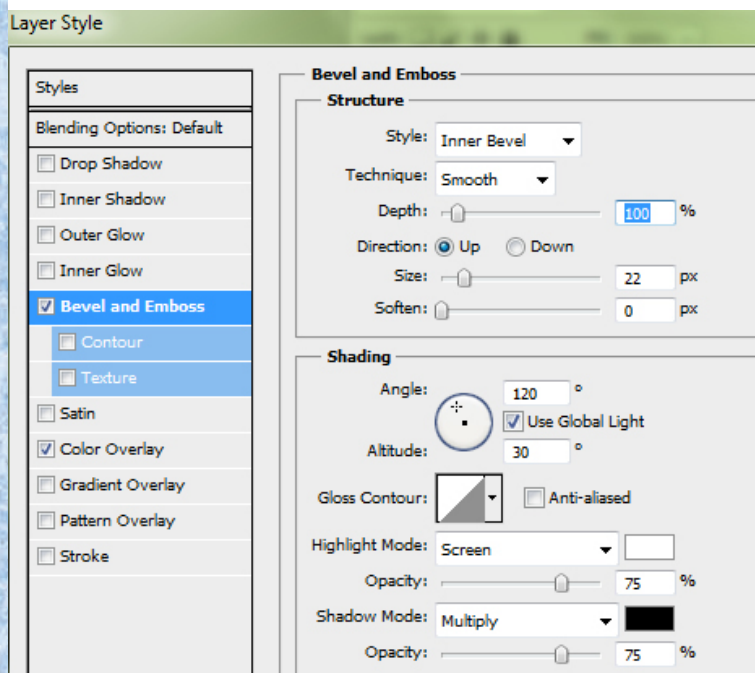 Layer Style
Styles
Blending Options: Default
Drop Shadow
Inner Shadow
Outer Glow
Inner Glow
Bevel and Emboss
Contour
Texture
Satin
Color Overlay
Gradient Overlay
Pattern Overlay
Stroke
Bevel and Emboss
Structure
Style: Inner Bevel
Technique: Smooth
Depth: 100 %
Direction: Up Down
Size: 22 px
Soften: 0 px
Shading
Angle: 120 °
Use Global Light
Altitude: 30 °
Gloss Contour: Anti-aliased
Highlight Mode: Screen
Opacity: 75 %
Shadow Mode: Multiply
Opacity: 75 %